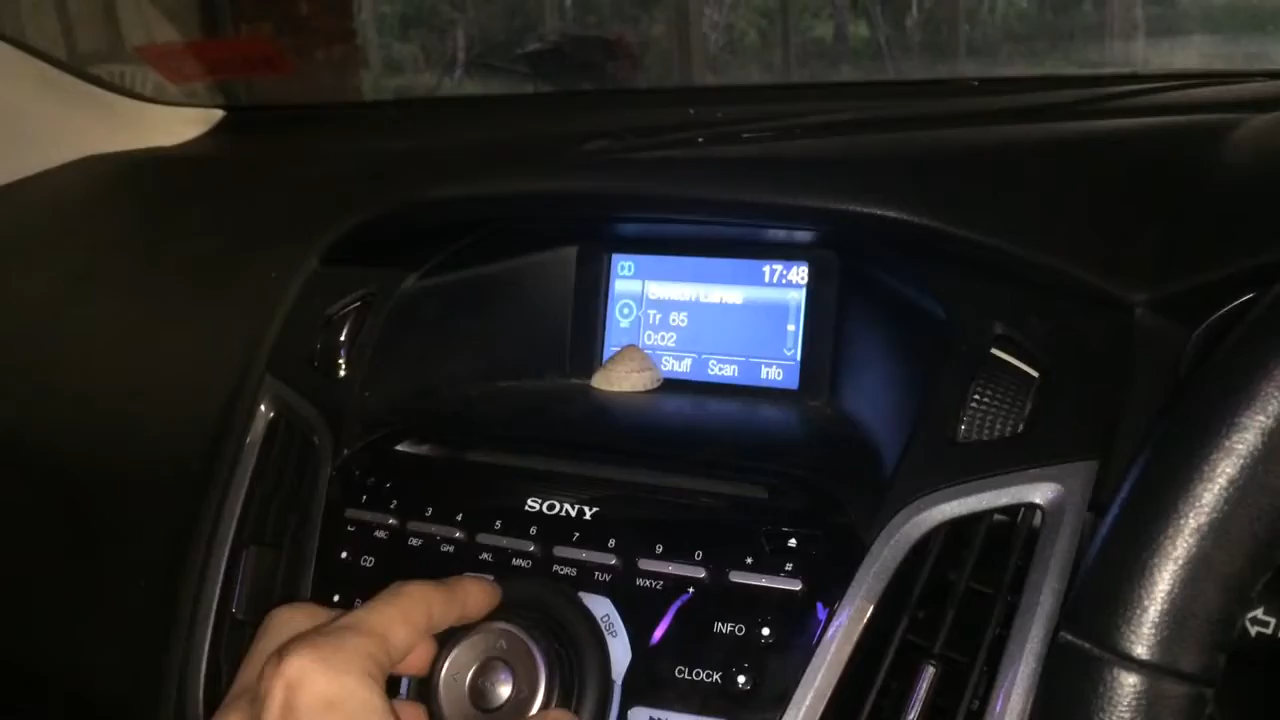 CD 17:48
Tr 65
0:02
Shuff Scan Info
SONY
1 2 3 4 5 6 7 8 9 0 * #
ABC DEF GHI JKL MNO PQRS TUV WXYZ +
CD
DSP
INFO
CLOCK